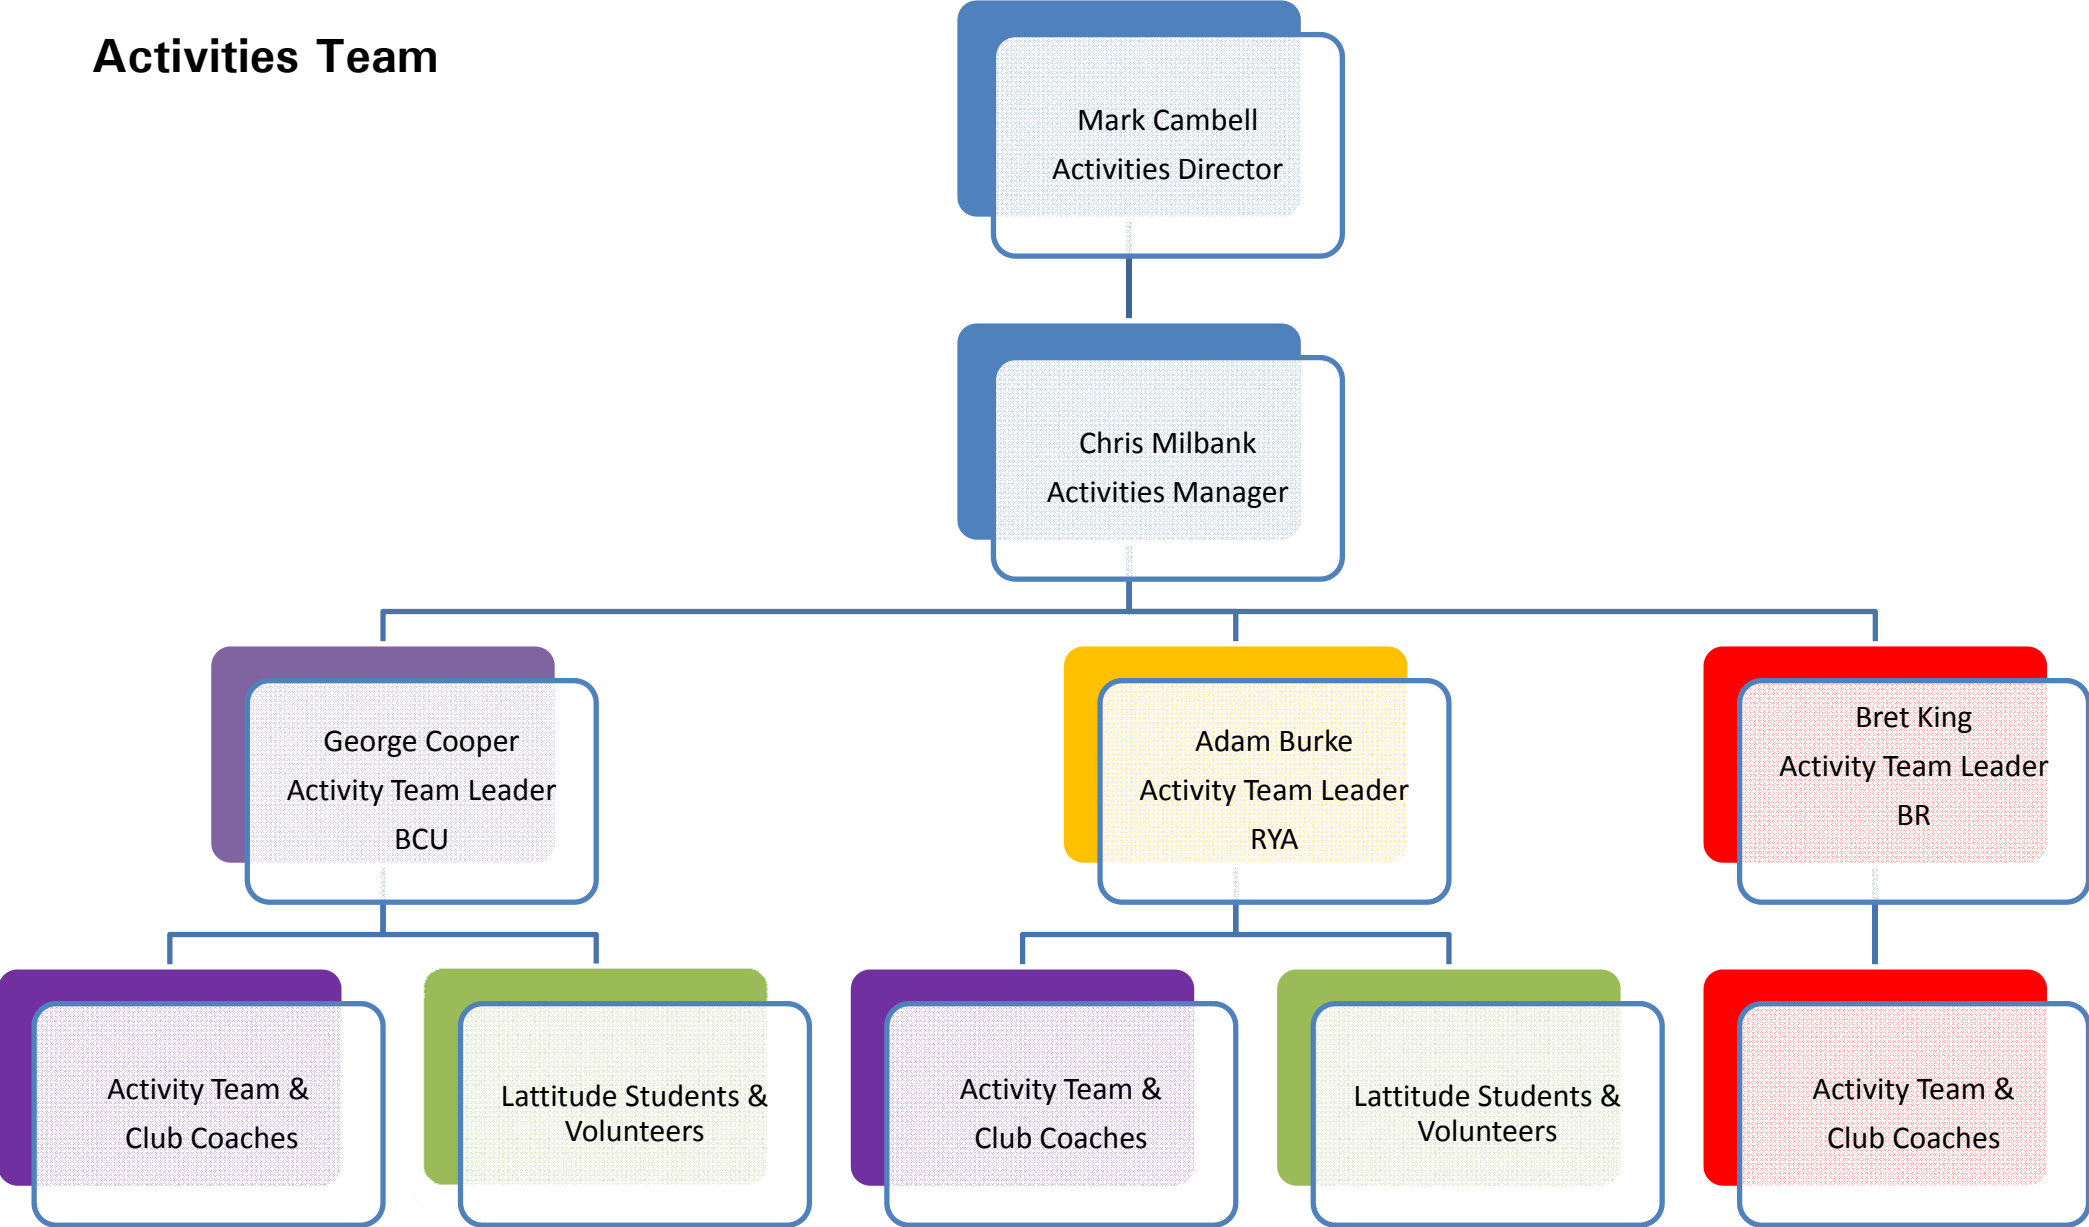 Activities Team
Mark Cambell
Activities Director
Chris Milbank
Activities Manager
George Cooper
Activity Team Leader
BCU
Adam Burke
Activity Team Leader
RYA
Bret King
Activity Team Leader
BR
Activity Team &
Club Coaches
Lattitude Students &
Volunteers
Activity Team &
Club Coaches
Lattitude Students &
Volunteers
Activity Team &
Club Coaches